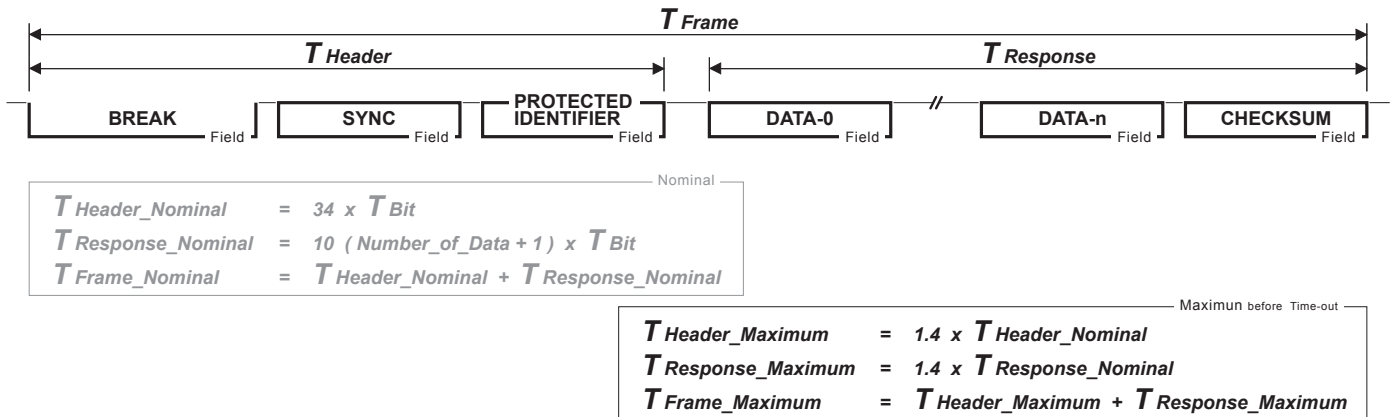 T Frame
T Header T Response
BREAK Field SYNC Field PROTECTED IDENTIFIER Field DATA-0 Field // DATA-n Field CHECKSUM Field
Nominal
T Header_Nominal = 34 x T Bit
T Response_Nominal = 10 ( Number_of_Data + 1 ) x T Bit
T Frame_Nominal = T Header_Nominal + T Response_Nominal
Maximun before Time-out
T Header_Maximum = 1.4 x T Header_Nominal
T Response_Maximum = 1.4 x T Response_Nominal
T Frame_Maximum = T Header_Maximum + T Response_Maximum